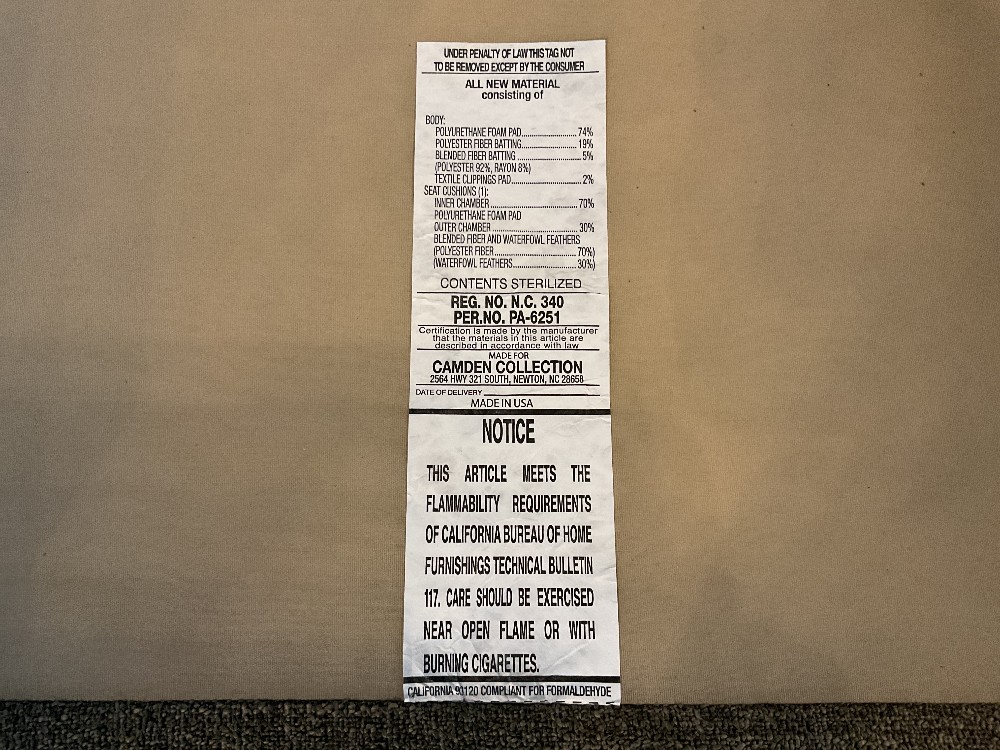 UNDER PENALTY OF LAW THIS TAG NOT
TO BE REMOVED EXCEPT BY THE CONSUMER
ALL NEW MATERIAL
consisting of
BODY:
POLYURETHANE FOAM PAD.......................74%
POLYESTER FIBER BATTING.......................19%
BLENDED FIBER BATTING..........................5%
(POLYESTER 92%, RAYON 8%)
TEXTILE CLIPPINGS PAD...........................2%
SEAT CUSHIONS (1):
INNER CHAMBER....................................70%
POLYURETHANE FOAM PAD
OUTER CHAMBER...................................30%
BLENDED FIBER AND WATERFOWL FEATHERS
(POLYESTER FIBER..................................70%)
(WATERFOWL FEATHERS..........................30%)
CONTENTS STERILIZED
REG. NO. N.C. 340
PER.NO. PA-6251
Certification is made by the manufacturer
that the materials in this article are
described in accordance with law
MADE FOR
CAMDEN COLLECTION
2564 HWY 321 SOUTH, NEWTON, NC 28658
DATE OF DELIVERY
MADE IN USA
NOTICE
THIS ARTICLE MEETS THE
FLAMMABILITY REQUIREMENTS
OF CALIFORNIA BUREAU OF HOME
FURNISHINGS TECHNICAL BULLETIN
117. CARE SHOULD BE EXERCISED
NEAR OPEN FLAME OR WITH
BURNING CIGARETTES.
CALIFORNIA 93120 COMPLIANT FOR FORMALDEHYDE